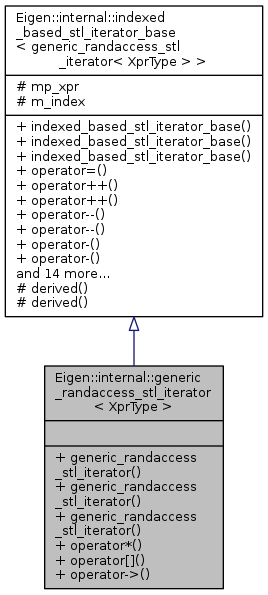 Eigen::internal::indexed
_based_stl_iterator_base
< generic_randaccess_stl
_iterator< XprType > >
# mp_xpr
# m_index
+ indexed_based_stl_iterator_base()
+ indexed_based_stl_iterator_base()
+ indexed_based_stl_iterator_base()
+ operator=()
+ operator++()
+ operator++()
+ operator--()
+ operator--()
+ operator-()
+ operator-()
and 14 more...
# derived()
# derived()
Eigen::internal::generic
_randaccess_stl_iterator
< XprType >
+ generic_randaccess
_stl_iterator()
+ generic_randaccess
_stl_iterator()
+ generic_randaccess
_stl_iterator()
+ operator*()
+ operator[]()
+ operator->()